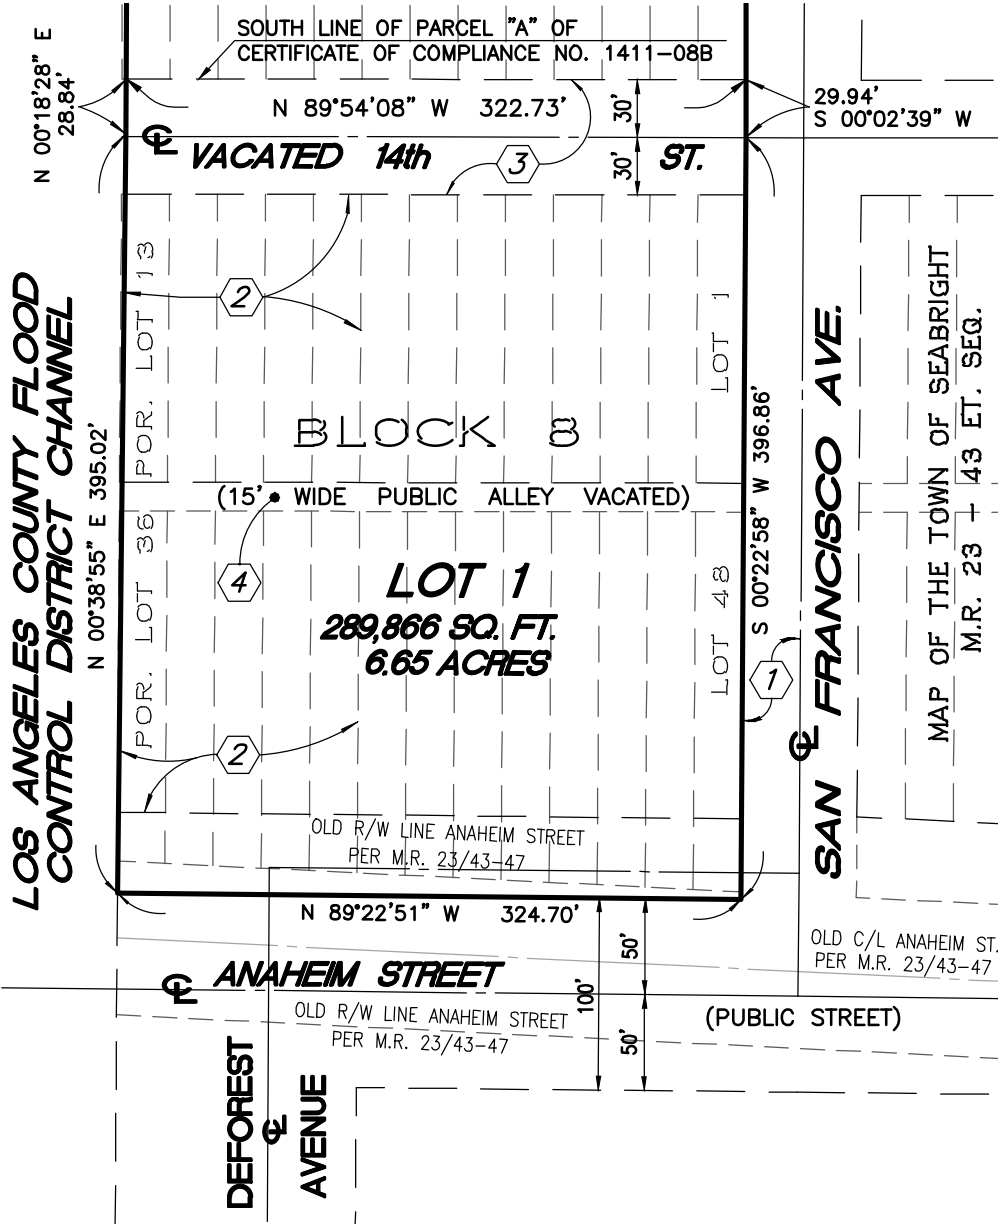 SOUTH LINE OF PARCEL "A" OF
CERTIFICATE OF COMPLIANCE NO. 1411-08B
N 00°18'28" E
28.84'
N 89°54'08" W 322.73'
30'
29.94'
S 00°02'39" W
℄ VACATED 14th ST.
3
30'
LOS ANGELES COUNTY FLOOD
CONTROL DISTRICT CHANNEL
N 00°38'55" E 395.02'
POR. LOT 13
2
LOT 1
BLOCK 8
(15' WIDE PUBLIC ALLEY VACATED)
POR. LOT 36
4
LOT 1
289,866 SQ. FT.
6.65 ACRES
LOT 48
S 00°22'58" W 396.86'
1
SAN ℄ FRANCISCO AVE.
MAP OF THE TOWN OF SEABRIGHT
M.R. 23 - 43 ET. SEQ.
2
OLD R/W LINE ANAHEIM STREET
PER M.R. 23/43-47
N 89°22'51" W 324.70'
OLD C/L ANAHEIM ST.
PER M.R. 23/43-47
50'
℄ ANAHEIM STREET
100'
OLD R/W LINE ANAHEIM STREET
PER M.R. 23/43-47
(PUBLIC STREET)
50'
DEFOREST
℄
AVENUE